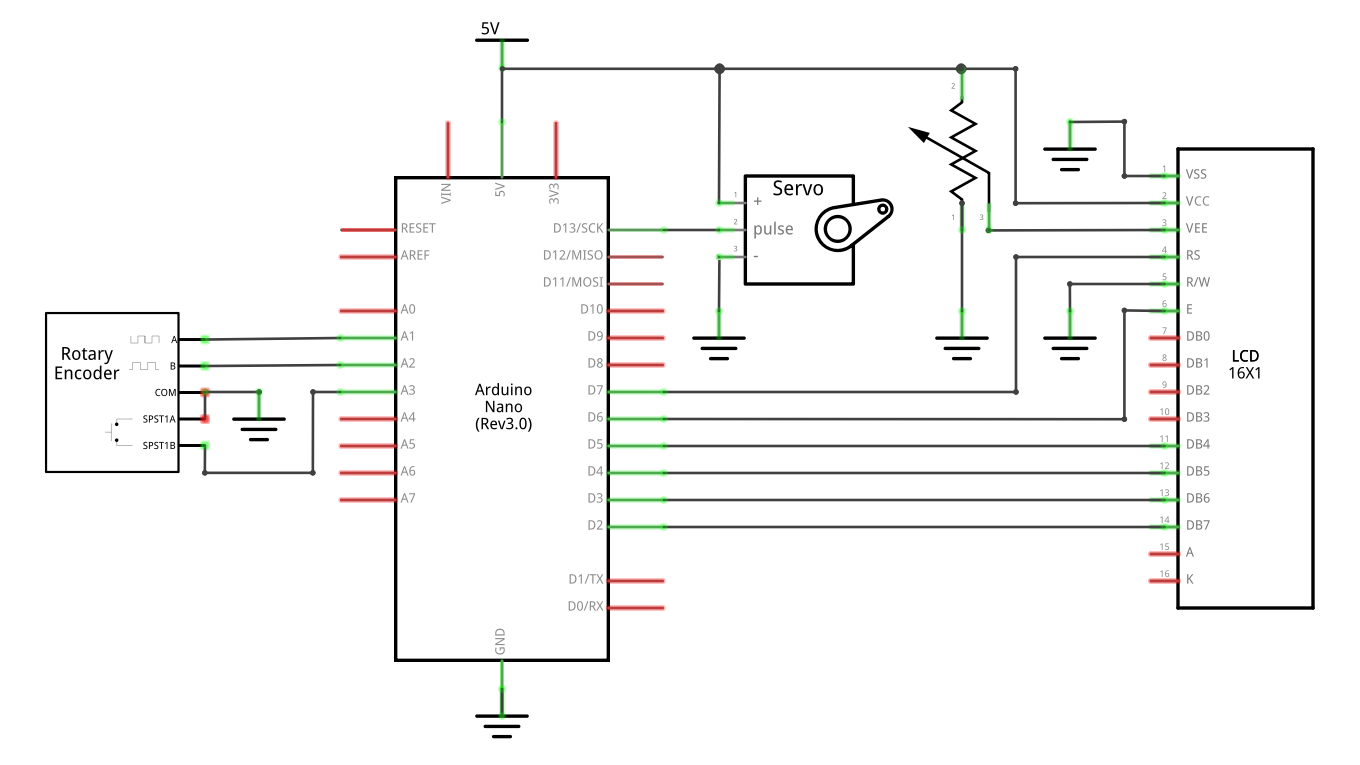 5V
VIN
5V
3V3
RESET
AREF
A0
A1
A2
A3
A4
A5
A6
A7
Arduino
Nano
(Rev3.0)
D13/SCK
D12/MISO
D11/MOSI
D10
D9
D8
D7
D6
D5
D4
D3
D2
D1/TX
D0/RX
GND
Rotary
Encoder
A
B
COM
SPST1A
SPST1B
Servo
1 +
2 pulse
3 -
2
1
3
1 VSS
2 VCC
3 VEE
4 RS
5 R/W
6 E
7 DB0
8 DB1
9 DB2
10 DB3
11 DB4
12 DB5
13 DB6
14 DB7
15 A
16 K
LCD
16X1